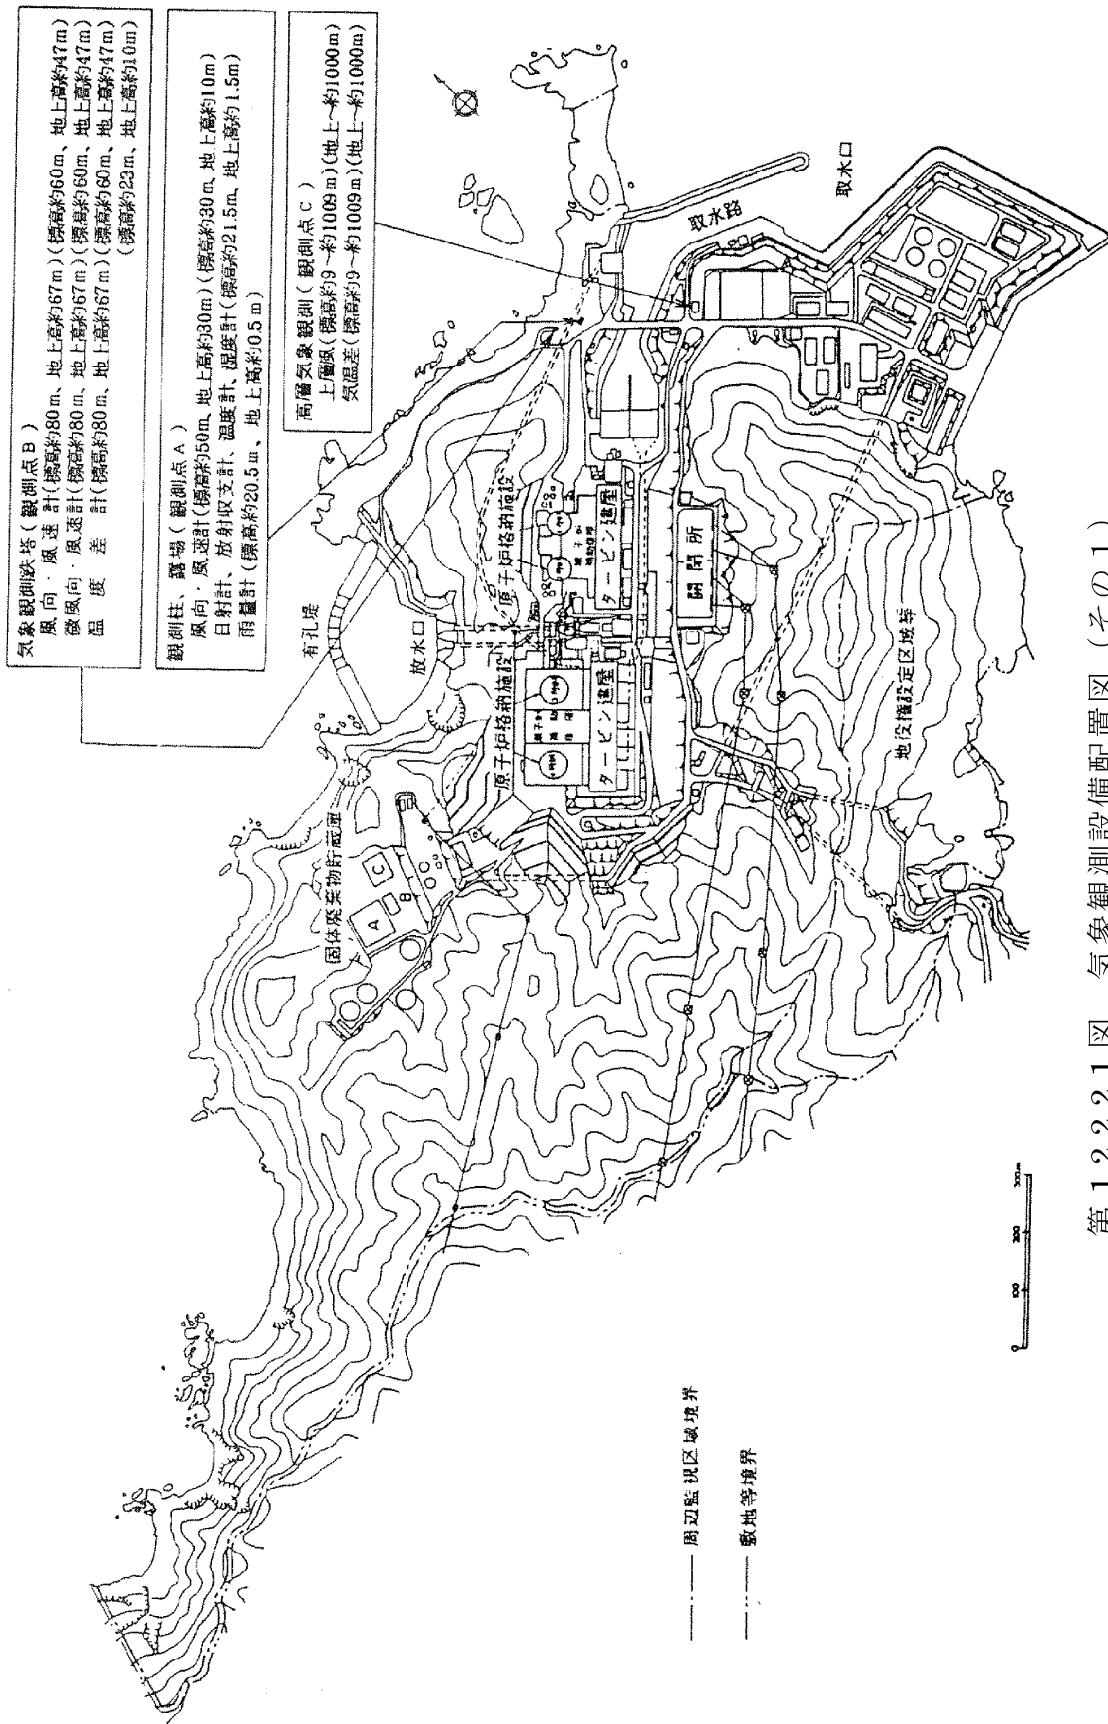 気象観測鉄塔(観測点B)
風向・風速計(標高約80m、地上高約67m)(標高約60m、地上高約47m)
微風向・風速計(標高約80m、地上高約67m)(標高約60m、地上高約47m)
温度差計(標高約80m、地上高約67m)(標高約60m、地上高約47m)
(標高約23m、地上高約10m)
観測柱、露場(観測点A)
風向・風速計(標高約50m、地上高約30m)(標高約30m、地上高約10m)
日射計、放射収支計、温度計、湿度計(標高約21.5m、地上高約1.5m)
雨量計(標高約20.5m、地上高約0.5m)
高層気象観測(観測点C)
上層風(標高約9~約1009m)(地上~約1000m)
気温差(標高約9~約1009m)(地上~約1000m)
有孔堤
放水口
取水路
取水口
固体廃棄物貯蔵庫
A
B
C
原子炉格納施設
原子炉格納施設
タービン建屋
タービン建屋
開閉所
地役権設定区域等
周辺監視区域境界
敷地等境界
0 100 200 300m
第1.2.2.2.1図 気象観測設備配置図(その1)